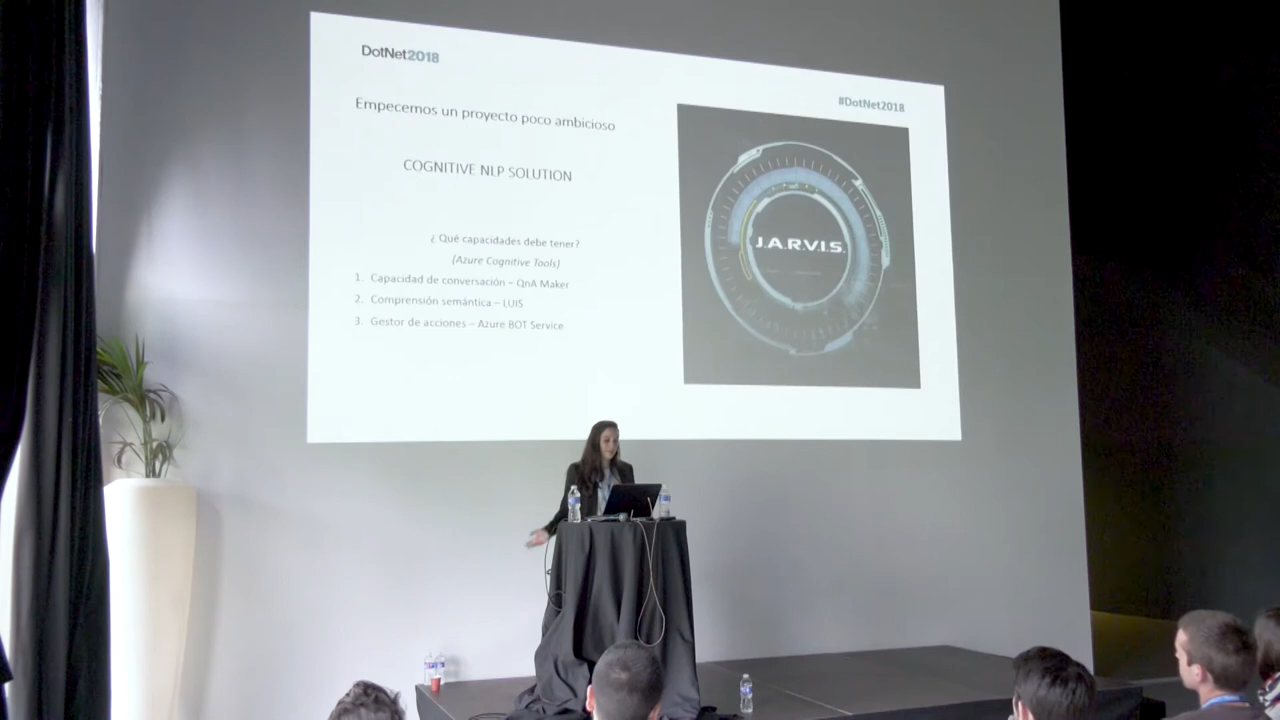 DotNet2018
#DotNet2018
Empecemos un proyecto poco ambicioso
COGNITIVE NLP SOLUTION
¿ Qué capacidades debe tener?
(Azure Cognitive Tools)
1. Capacidad de conversación – QnA Maker
2. Comprensión semántica – LUIS
3. Gestor de acciones – Azure BOT Service
J.A.R.V.I.S.